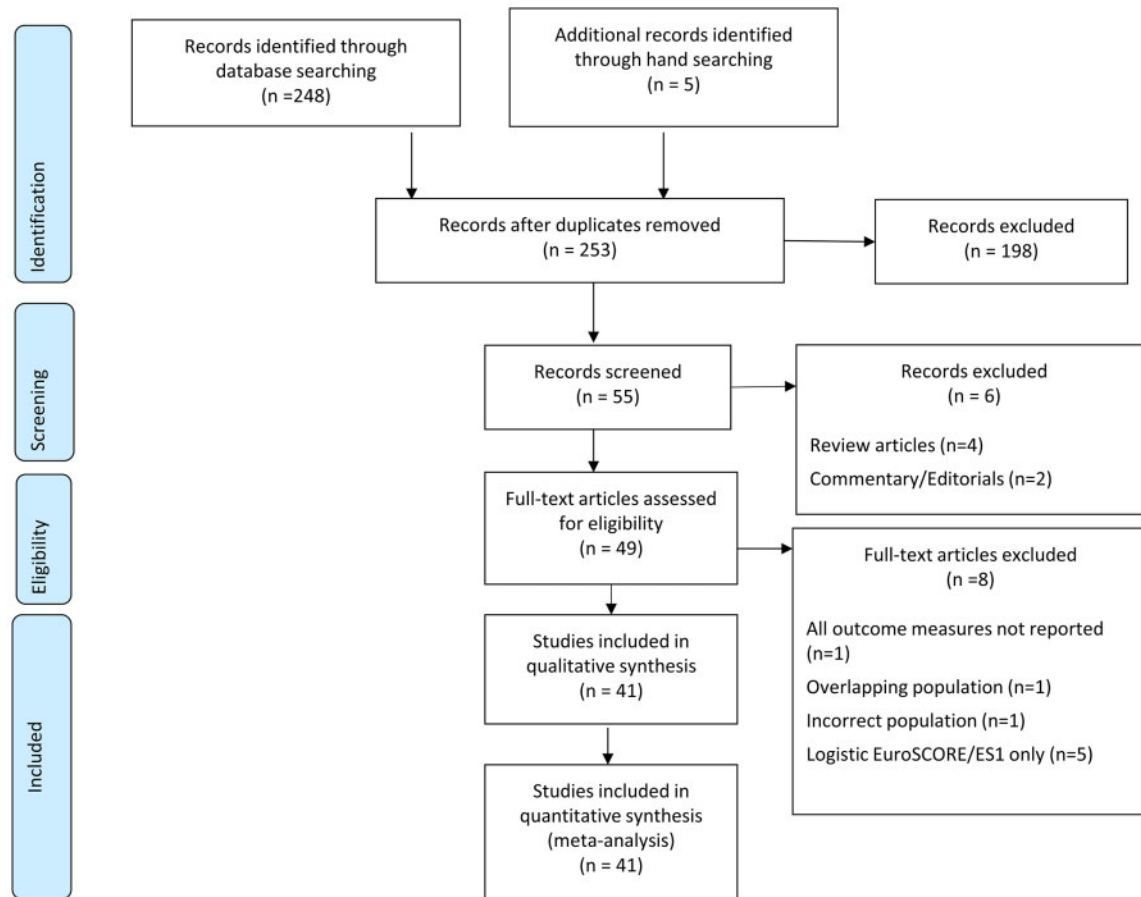 Identification
Records identified through
database searching
(n =248)
Additional records identified
through hand searching
(n = 5)
Records after duplicates removed
(n = 253)
Records excluded
(n = 198)
Screening
Records screened
(n = 55)
Records excluded
(n = 6)
Review articles (n=4)
Commentary/Editorials (n=2)
Eligibility
Full-text articles assessed
for eligibility
(n = 49)
Full-text articles excluded
(n =8)
All outcome measures not reported
(n=1)
Overlapping population (n=1)
Incorrect population (n=1)
Logistic EuroSCORE/ES1 only (n=5)
Included
Studies included in
qualitative synthesis
(n = 41)
Studies included in
quantitative synthesis
(meta-analysis)
(n = 41)